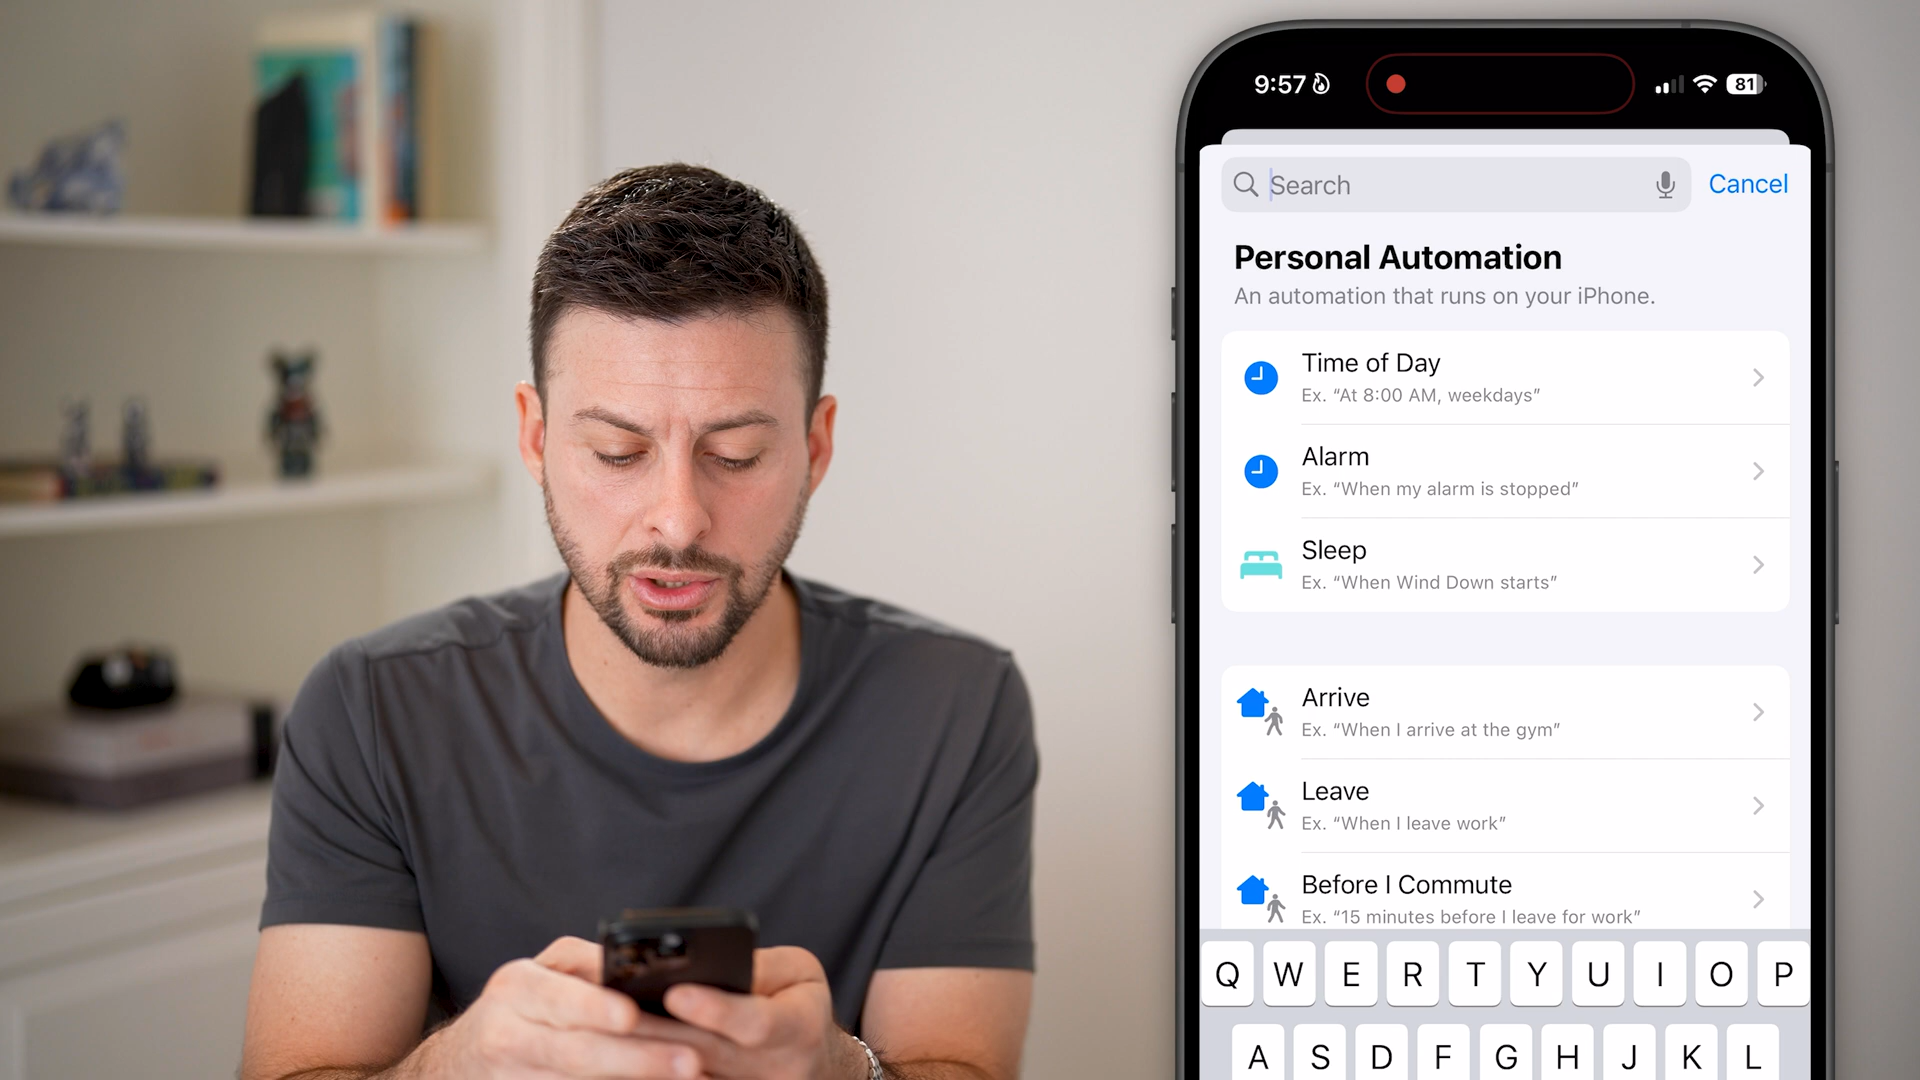 9:57
81
Search
Cancel
Personal Automation
An automation that runs on your iPhone.
Time of Day
Ex. “At 8:00 AM, weekdays”
Alarm
Ex. “When my alarm is stopped”
Sleep
Ex. “When Wind Down starts”
Arrive
Ex. “When I arrive at the gym”
Leave
Ex. “When I leave work”
Before I Commute
Ex. “15 minutes before I leave for work”
Q W E R T Y U I O P
A S D F G H J K L